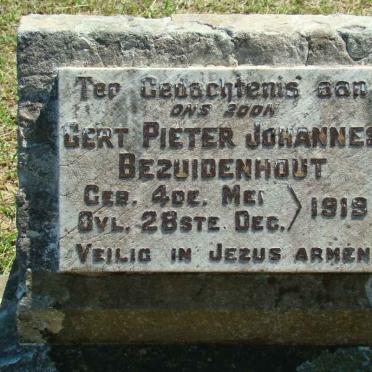 Ter Gedachtenis aan
ONS ZOON
GERT PIETER JOHANNES
BEZUIDENHOUT
GEB. 4DE. MEI
OVL. 28STE DEC. } 1919
VEILIG IN JEZUS ARMEN